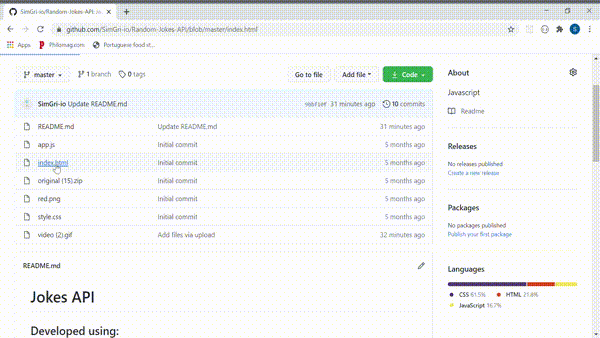 SimGri-io/Random-Jokes-API: Ja
github.com/SimGri-io/Random-Jokes-API/blob/master/index.html
Apps Philomag.com Portuguese food st...
master 1 branch 0 tags Go to file Add file Code
SimGri-io Update README.md 31 minutes ago 10 commits
README.md Update README.md 31 minutes ago
app.js Initial commit 5 months ago
index.html Initial commit 5 months ago
original (15).zip Initial commit 5 months ago
red.png Initial commit 5 months ago
style.css Initial commit 5 months ago
video (2).gif Add files via upload 32 minutes ago
README.md
Jokes API
Developed using:
About
Javascript
Readme
Releases
No releases published
Create a new release
Packages
No packages published
Publish your first package
Languages
CSS 61.5% HTML 21.8%
JavaScript 16.7%